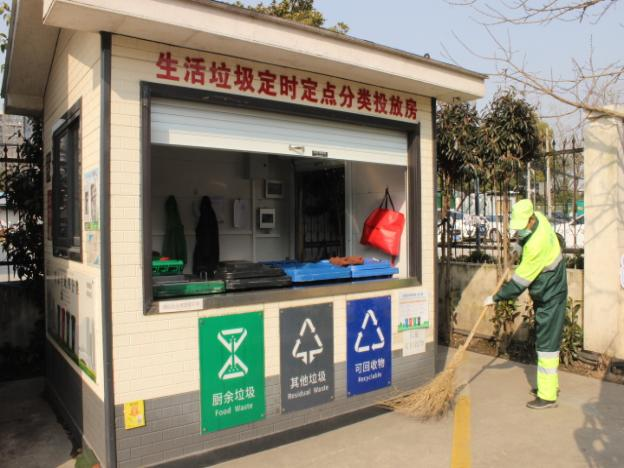 生活垃圾定时定点分类投放房
厨余垃圾
Food Waste
其他垃圾
Residual Waste
可回收物
Recyclable